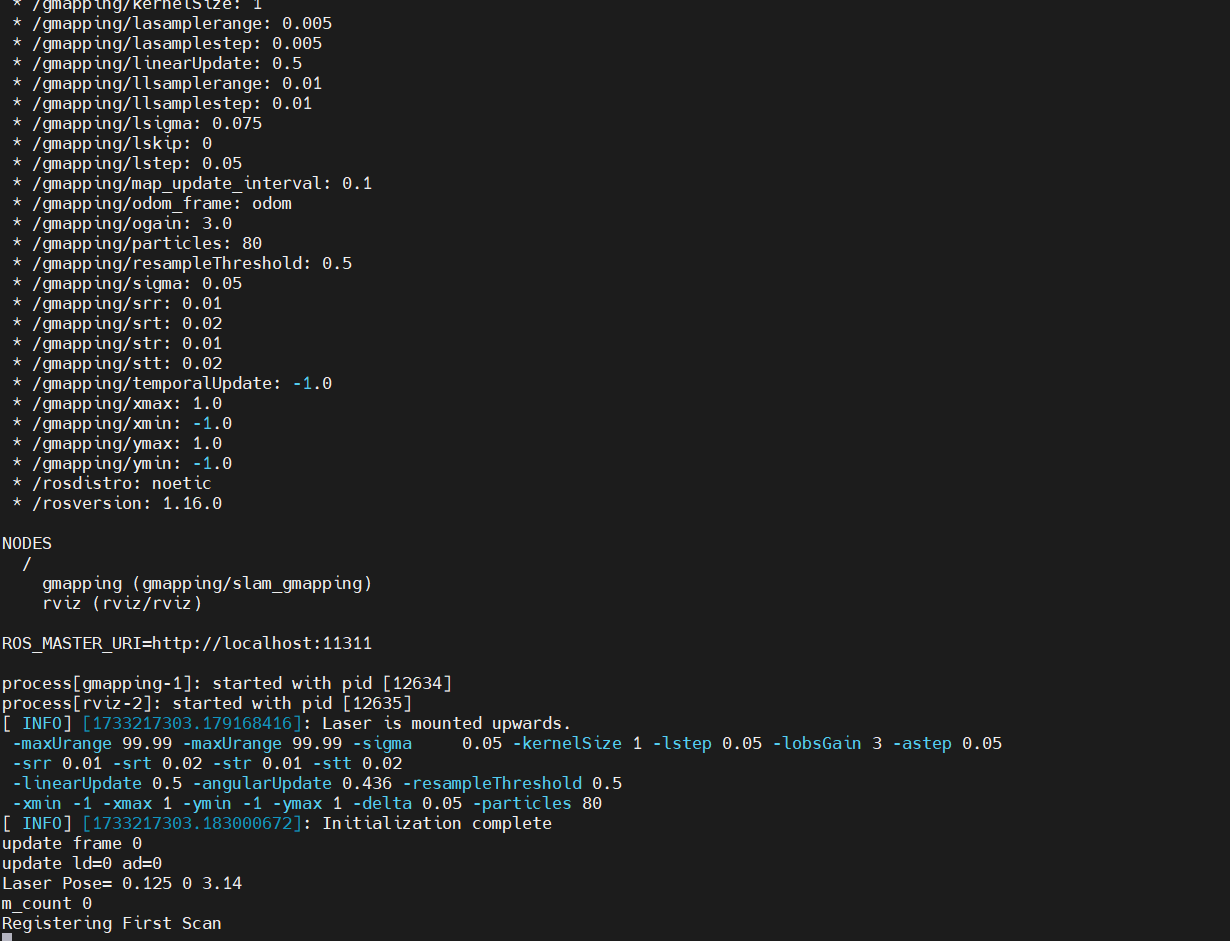 * /gmapping/kernelSize: 1
* /gmapping/lasamplerange: 0.005
* /gmapping/lasamplestep: 0.005
* /gmapping/linearUpdate: 0.5
* /gmapping/llsamplerange: 0.01
* /gmapping/llsamplestep: 0.01
* /gmapping/lsigma: 0.075
* /gmapping/lskip: 0
* /gmapping/lstep: 0.05
* /gmapping/map_update_interval: 0.1
* /gmapping/odom_frame: odom
* /gmapping/ogain: 3.0
* /gmapping/particles: 80
* /gmapping/resampleThreshold: 0.5
* /gmapping/sigma: 0.05
* /gmapping/srr: 0.01
* /gmapping/srt: 0.02
* /gmapping/str: 0.01
* /gmapping/stt: 0.02
* /gmapping/temporalUpdate: -1.0
* /gmapping/xmax: 1.0
* /gmapping/xmin: -1.0
* /gmapping/ymax: 1.0
* /gmapping/ymin: -1.0
* /rosdistro: noetic
* /rosversion: 1.16.0

NODES
  /
    gmapping (gmapping/slam_gmapping)
    rviz (rviz/rviz)

ROS_MASTER_URI=http://localhost:11311

process[gmapping-1]: started with pid [12634]
process[rviz-2]: started with pid [12635]
[ INFO] [1733217303.179168416]: Laser is mounted upwards.
 -maxUrange 99.99 -maxUrange 99.99 -sigma     0.05 -kernelSize 1 -lstep 0.05 -lobsGain 3 -astep 0.05
 -srr 0.01 -srt 0.02 -str 0.01 -stt 0.02
 -linearUpdate 0.5 -angularUpdate 0.436 -resampleThreshold 0.5
 -xmin -1 -xmax 1 -ymin -1 -ymax 1 -delta 0.05 -particles 80
[ INFO] [1733217303.183000672]: Initialization complete
update frame 0
update ld=0 ad=0
Laser Pose= 0.125 0 3.14
m_count 0
Registering First Scan